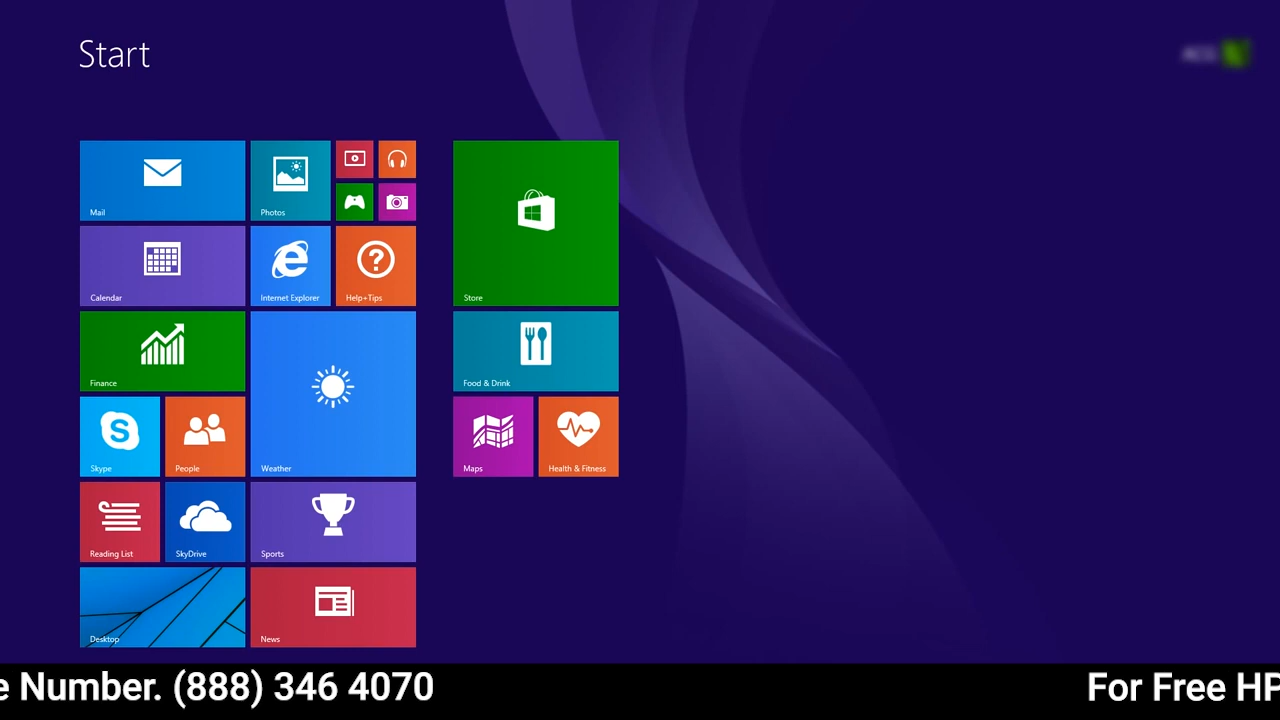 Start
Mail
Photos
Calendar
Internet Explorer
Help+Tips
Store
Finance
Weather
Food & Drink
Skype
People
Maps
Health & Fitness
Reading List
SkyDrive
Sports
Desktop
News
e Number. (888) 346 4070
For Free HP